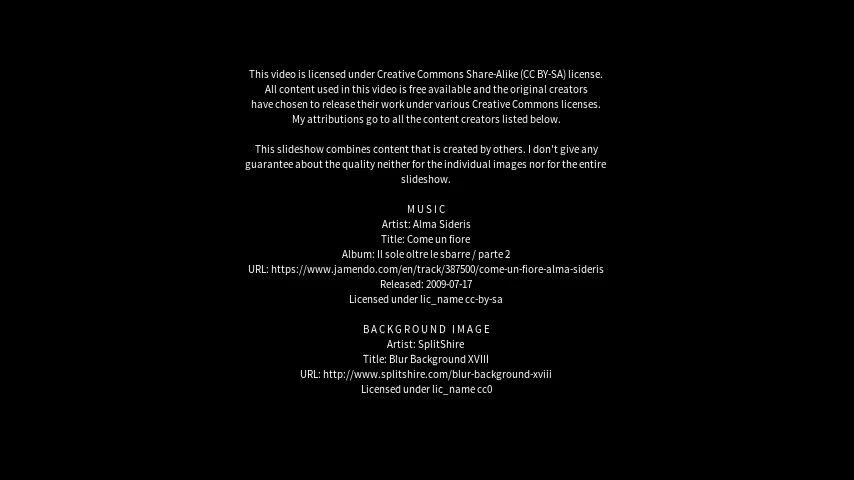 This video is licensed under Creative Commons Share-Alike (CC BY-SA) license.
All content used in this video is free available and the original creators
have chosen to release their work under various Creative Commons licenses.
My attributions go to all the content creators listed below.
This slideshow combines content that is created by others. I don't give any
guarantee about the quality neither for the individual images nor for the entire
slideshow.
MUSIC
Artist: Alma Sideris
Title: Come un fiore
Album: Il sole oltre le sbarre / parte 2
URL: https://www.jamendo.com/en/track/387500/come-un-fiore-alma-sideris
Released: 2009-07-17
Licensed under lic_name cc-by-sa
BACKGROUND IMAGE
Artist: SplitShire
Title: Blur Background XVIII
URL: http://www.splitshire.com/blur-background-xviii
Licensed under lic_name cc0